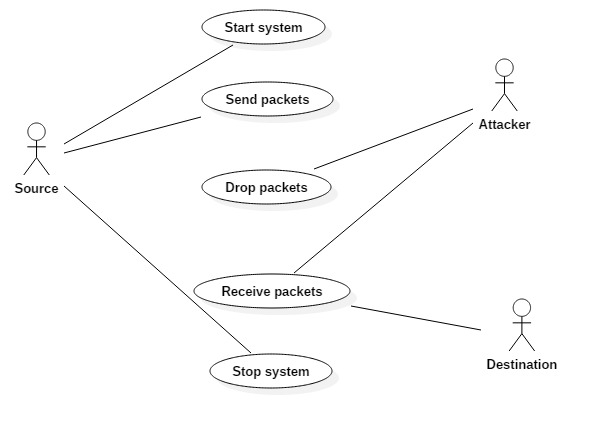 Start system
Send packets
Attacker
Drop packets
Source
Receive packets
Destination
Stop system